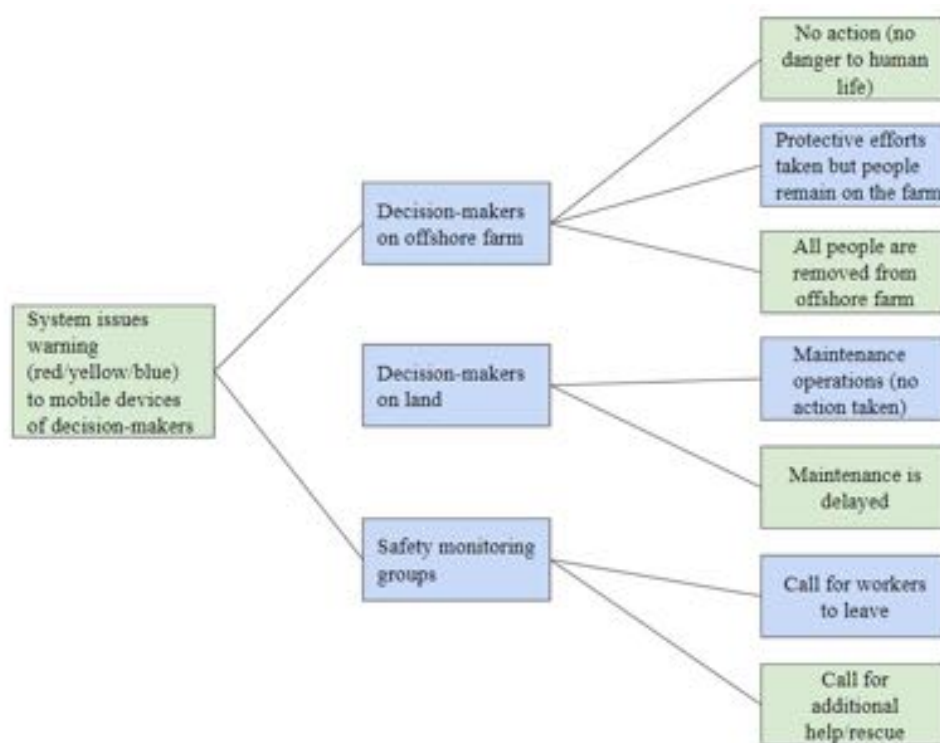 No action (no
danger to human
life)
Protective efforts
taken but people
remain on the farm
Decision-makers
on offshore farm
All people are
removed from
offshore farm
System issues
warning
(red/yellow/blue)
to mobile devices
of decision-makers
Decision-makers
on land
Maintenance
operations (no
action taken)
Maintenance is
delayed
Safety monitoring
groups
Call for workers
to leave
Call for
additional
help/rescue